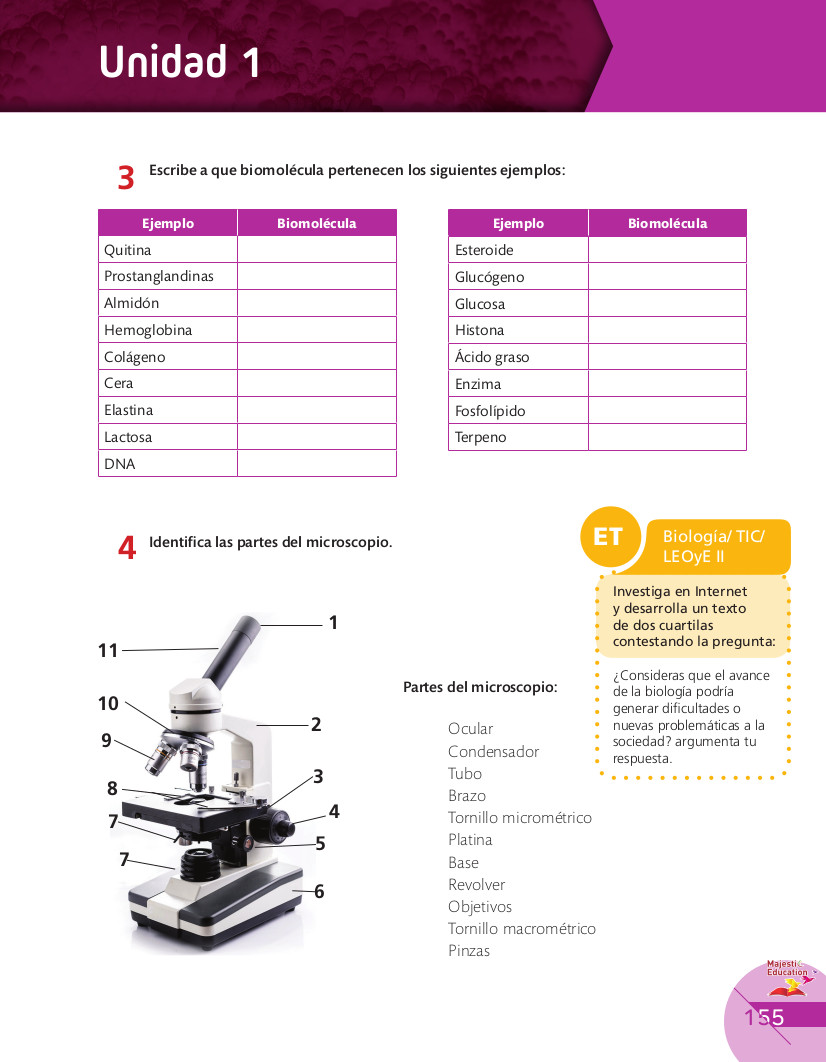 Unidad 1
3 Escribe a que biomolécula pertenecen los siguientes ejemplos:
Ejemplo Biomolécula
Quitina
Prostanglandinas
Almidón
Hemoglobina
Colágeno
Cera
Elastina
Lactosa
DNA
Ejemplo Biomolécula
Esteroide
Glucógeno
Glucosa
Histona
Ácido graso
Enzima
Fosfolípido
Terpeno
4 Identifica las partes del microscopio.
1
11
10
2
9
3
8
4
7
5
7
6
Partes del microscopio:
Ocular
Condensador
Tubo
Brazo
Tornillo micrométrico
Platina
Base
Revolver
Objetivos
Tornillo macrométrico
Pinzas
ET
Biología/ TIC/
LEOyE II
Investiga en Internet
y desarrolla un texto
de dos cuartilas
contestando la pregunta:
¿Consideras que el avance
de la biología podría
generar dificultades o
nuevas problemáticas a la
sociedad? argumenta tu
respuesta.
Majestic
Education
155